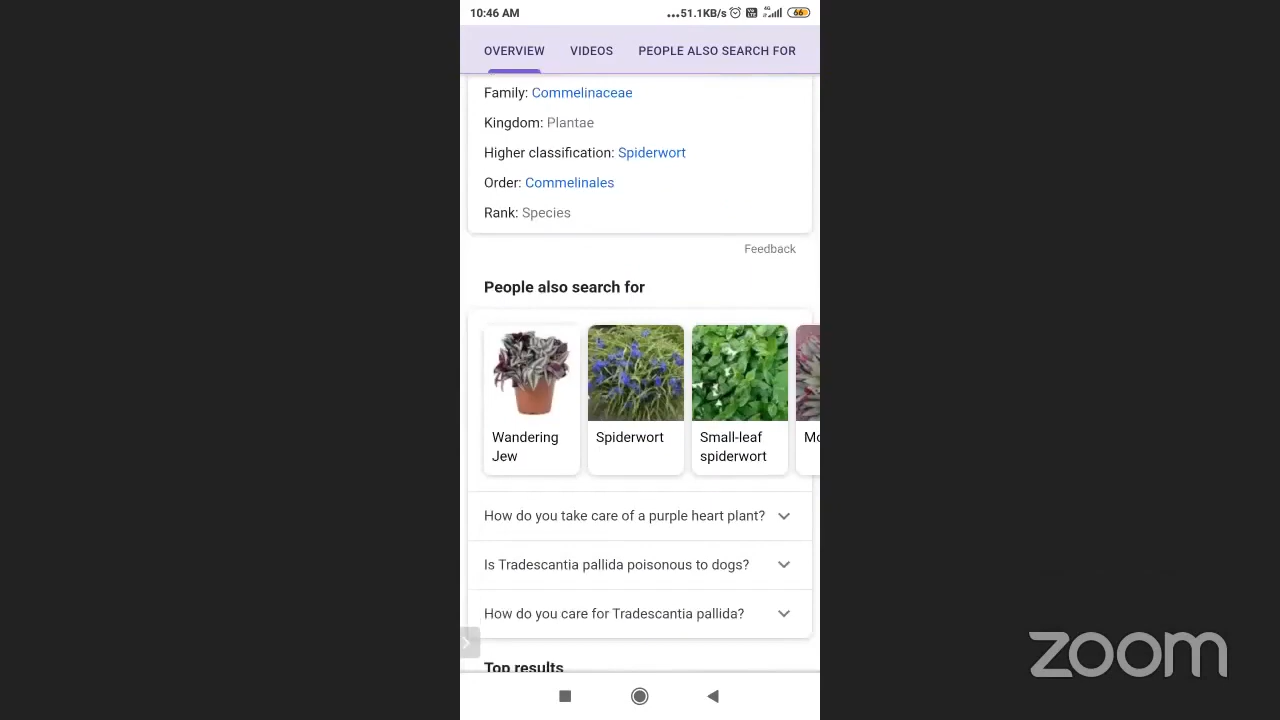 10:46 AM
...51.1KB/s
4G
66
OVERVIEW VIDEOS PEOPLE ALSO SEARCH FOR
Family: Commelinaceae
Kingdom: Plantae
Higher classification: Spiderwort
Order: Commelinales
Rank: Species
Feedback
People also search for
Wandering
Jew
Spiderwort
Small-leaf
spiderwort
How do you take care of a purple heart plant?
Is Tradescantia pallida poisonous to dogs?
How do you care for Tradescantia pallida?
Top results
zoom